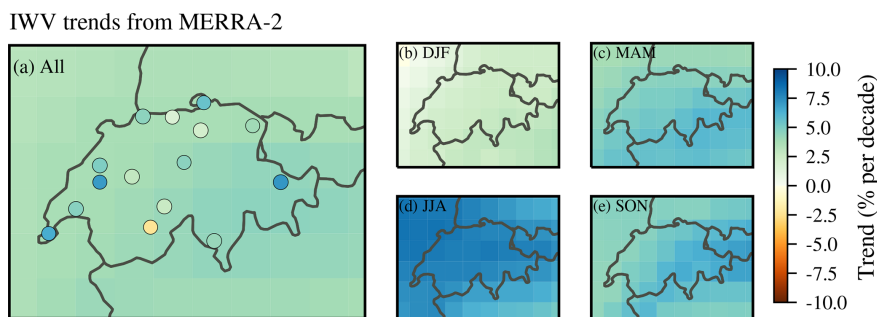 IWV trends from MERRA-2
(a) All
(b) DJF
(c) MAM
(d) JJA
(e) SON
10.0
7.5
5.0
2.5
0.0
-2.5
-5.0
-7.5
-10.0
Trend (% per decade)